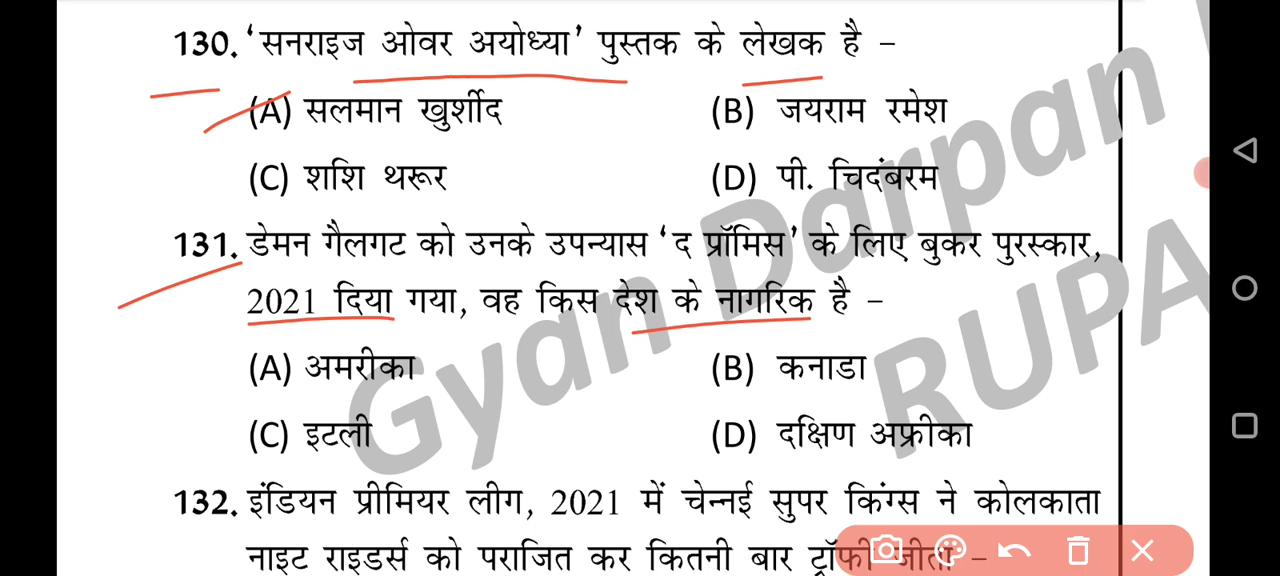 130. ‘सनराइज ओवर अयोध्या’ पुस्तक के लेखक है –
(A) सलमान खुर्शीद (B) जयराम रमेश
(C) शशि थरूर (D) पी. चिदंबरम
131. डेमन गैलगट को उनके उपन्यास ‘द प्रॉमिस’ के लिए बुकर पुरस्कार,
2021 दिया गया, वह किस देश के नागरिक है –
(A) अमरीका (B) कनाडा
(C) इटली (D) दक्षिण अफ्रीका
132. इंडियन प्रीमियर लीग, 2021 में चेन्नई सुपर किंग्स ने कोलकाता
नाइट राइडर्स को पराजित कर कितनी बार ट्रॉफी जीता –
Gyan Darpan
RUPA